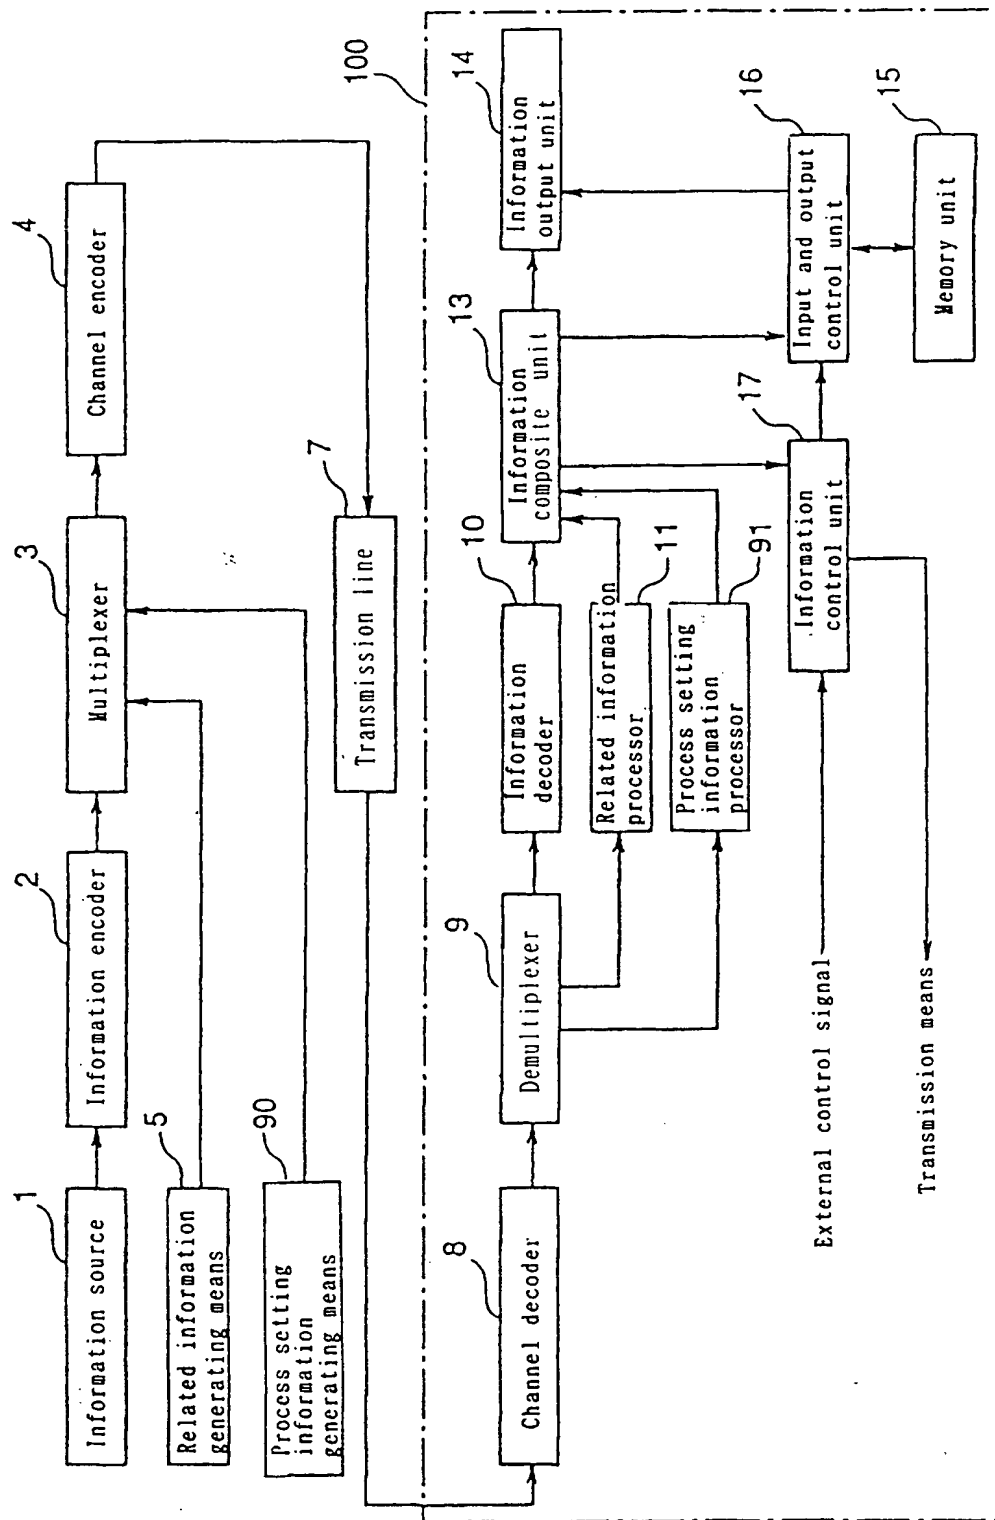 1
Information source
2
Information encoder
3
Multiplexer
4
Channel encoder
5
Related information
generating means
90
Process setting
information
generating means
7
Transmission line
100
8
Channel decoder
9
Demultiplexer
10
Information
decoder
11
Related information
processor
91
Process setting
information
processor
13
Information
composite unit
14
Information
output unit
17
Information
control unit
16
Input and output
control unit
15
Memory unit
External control signal
Transmission means